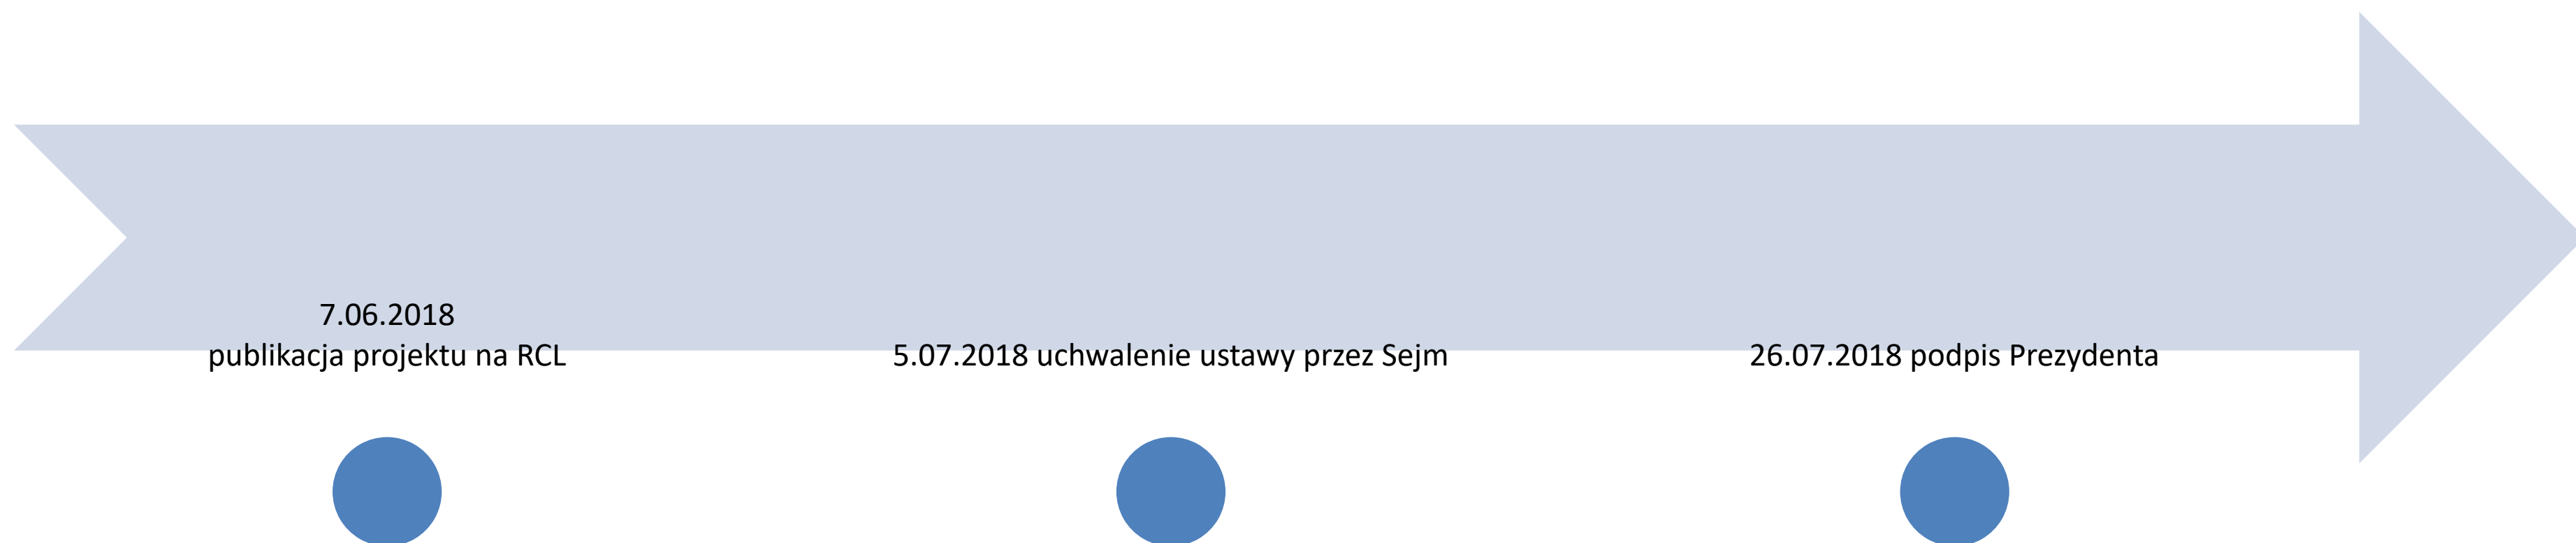 7.06.2018
publikacja projektu na RCL
5.07.2018 uchwalenie ustawy przez Sejm
26.07.2018 podpis Prezydenta